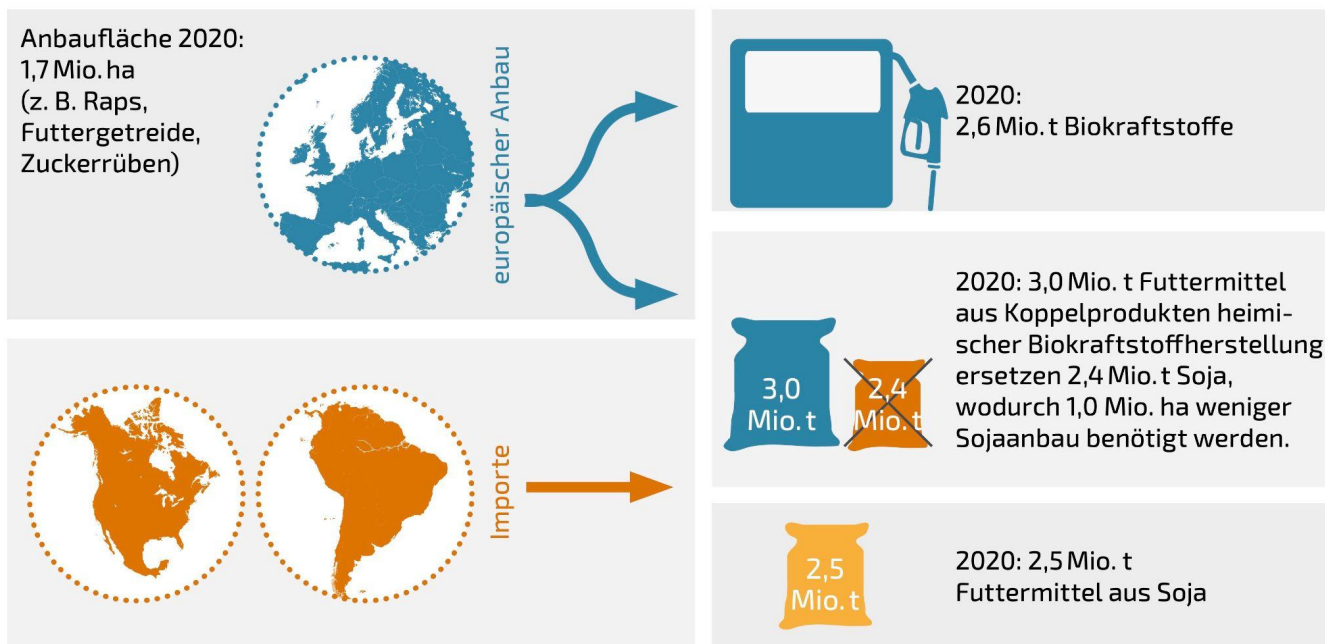 Anbaufläche 2020:
1,7 Mio. ha
(z. B. Raps,
Futtergetreide,
Zuckerrüben)
europäischer Anbau
2020:
2,6 Mio. t Biokraftstoffe
3,0
Mio. t
2,4
Mio. t
2020: 3,0 Mio. t Futtermittel
aus Koppelprodukten heimi-
scher Biokraftstoffherstellung
ersetzen 2,4 Mio. t Soja,
wodurch 1,0 Mio. ha weniger
Sojaanbau benötigt werden.
Importe
2,5
Mio. t
2020: 2,5 Mio. t
Futtermittel aus Soja